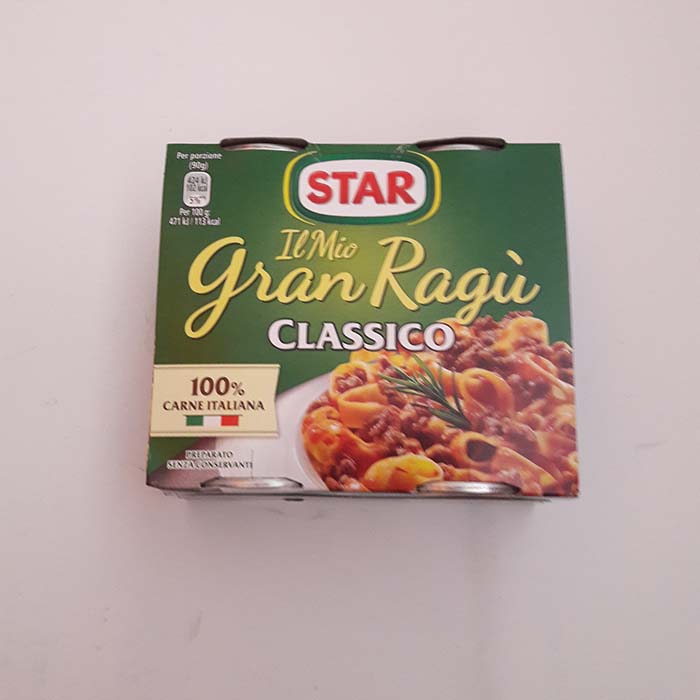 Per porzione
(90g)
424 kJ
102 kcal
5%**
Per 100 g:
471 kJ / 113 kcal
STAR
Il Mio
Gran Ragù
CLASSICO
100%
CARNE ITALIANA
PREPARATO
SENZA CONSERVANTI